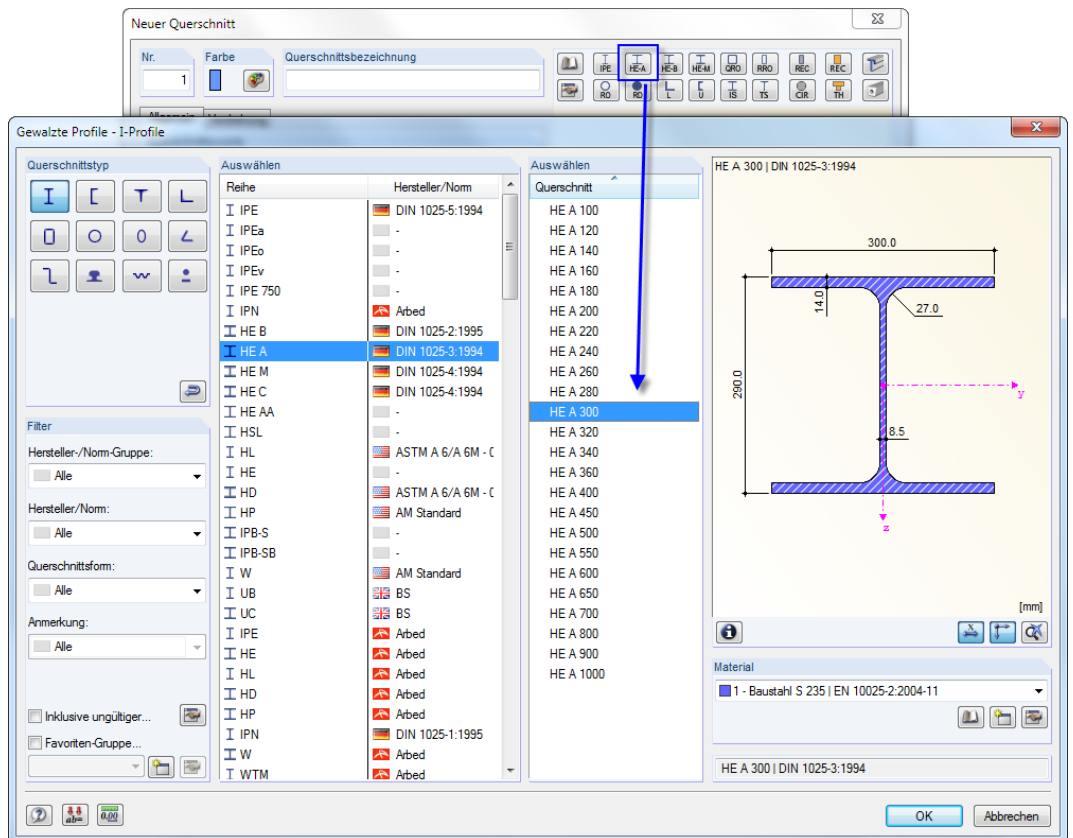 Neuer Querschnitt
Nr.
Farbe
Querschnittsbezeichnung
1
IPE
HE-A
HE-B
HE-M
QRO
RRO
REC
REC
RO
RD
L
U
IS
TS
CIR
TH
Gewalzte Profile - I-Profile
Querschnittstyp
Filter
Hersteller-/Norm-Gruppe:
Alle
Hersteller/Norm:
Alle
Querschnittsform:
Alle
Anmerkung:
Alle
Inklusive ungültiger...
Favoriten-Gruppe...
Auswählen
Reihe Hersteller/Norm
IPE DIN 1025-5:1994
IPEa -
IPEo -
IPEv -
IPE 750 -
IPN Arbed
HE B DIN 1025-2:1995
HE A DIN 1025-3:1994
HE M DIN 1025-4:1994
HE C DIN 1025-4:1994
HE AA -
HSL -
HL ASTM A 6/A 6M - 0
HE -
HD ASTM A 6/A 6M - 0
HP AM Standard
IPB-S -
IPB-SB -
W AM Standard
UB BS
UC BS
IPE Arbed
HE Arbed
HL Arbed
HD Arbed
HP Arbed
IPN DIN 1025-1:1995
W Arbed
WTM Arbed
Auswählen
Querschnitt
HE A 100
HE A 120
HE A 140
HE A 160
HE A 180
HE A 200
HE A 220
HE A 240
HE A 260
HE A 280
HE A 300
HE A 320
HE A 340
HE A 360
HE A 400
HE A 450
HE A 500
HE A 550
HE A 600
HE A 650
HE A 700
HE A 800
HE A 900
HE A 1000
HE A 300 | DIN 1025-3:1994
300.0
14.0
27.0
290.0
y
8.5
z
[mm]
Material
1 - Baustahl S 235 | EN 10025-2:2004-11
HE A 300 | DIN 1025-3:1994
0.00
OK
Abbrechen